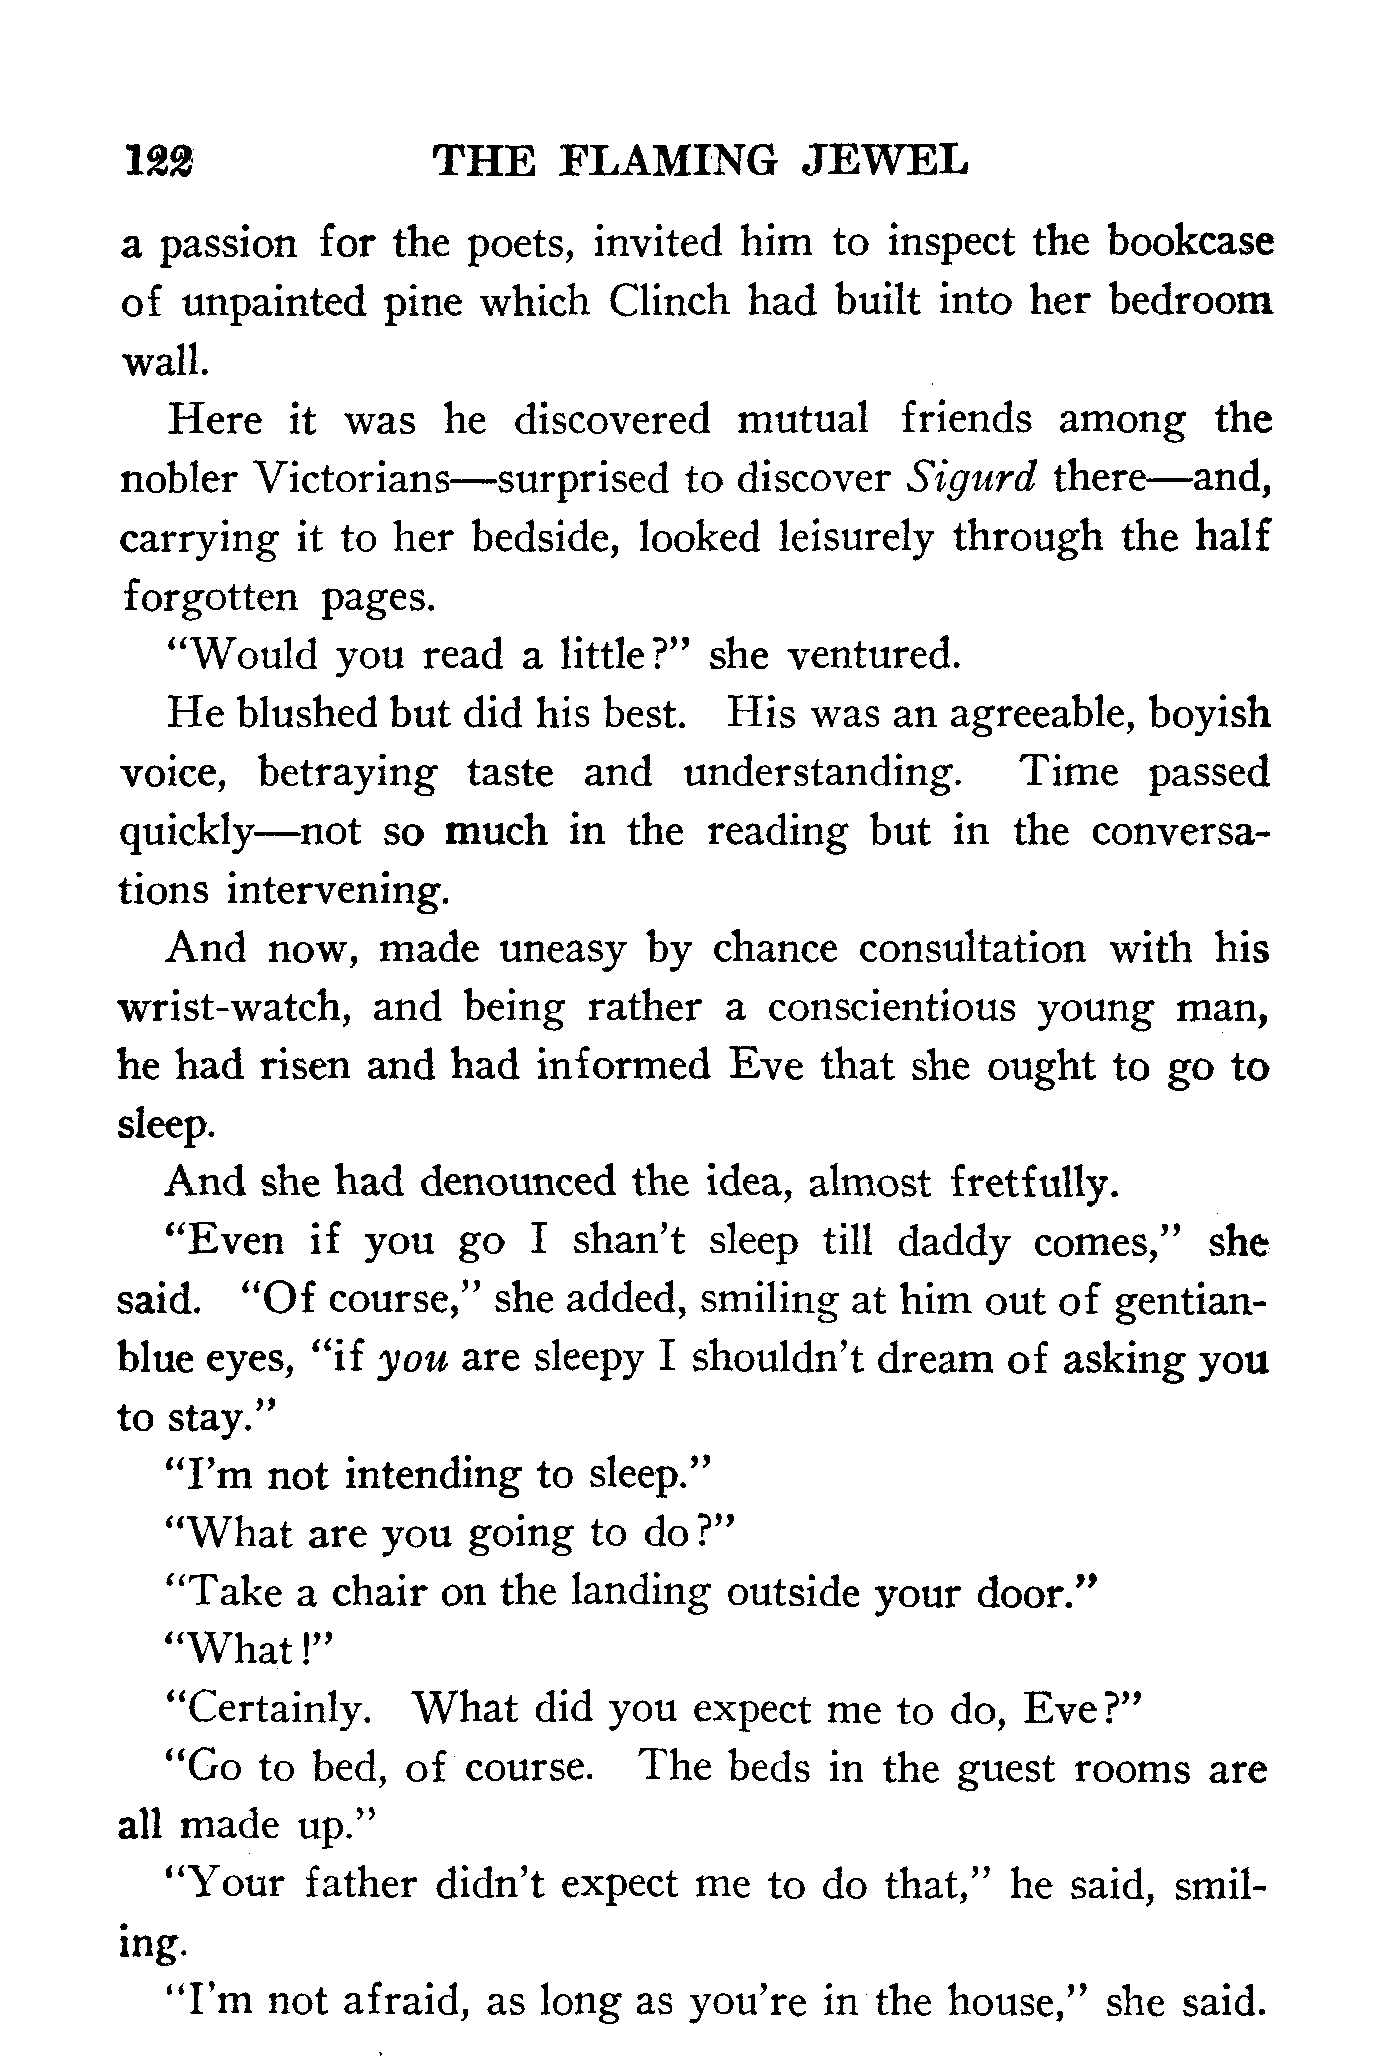 122 THE FLAMING JEWEL
a passion for the poets, invited him to inspect the bookcase
of unpainted pine which Clinch had built into her bedroom
wall.
Here it was he discovered mutual friends among the
nobler Victorians—surprised to discover Sigurd there—and,
carrying it to her bedside, looked leisurely through the half
forgotten pages.
“Would you read a little?” she ventured.
He blushed but did his best. His was an agreeable, boyish
voice, betraying taste and understanding. Time passed
quickly—not so much in the reading but in the conversa-
tions intervening.
And now, made uneasy by chance consultation with his
wrist-watch, and being rather a conscientious young man,
he had risen and had informed Eve that she ought to go to
sleep.
And she had denounced the idea, almost fretfully.
“Even if you go I shan’t sleep till daddy comes,” she
said. “Of course,” she added, smiling at him out of gentian-
blue eyes, “if you are sleepy I shouldn’t dream of asking you
to stay.”
“I’m not intending to sleep.”
“What are you going to do?”
“Take a chair on the landing outside your door.”
“What!”
“Certainly. What did you expect me to do, Eve?”
“Go to bed, of course. The beds in the guest rooms are
all made up.”
“Your father didn’t expect me to do that,” he said, smil-
ing.
“I’m not afraid, as long as you’re in the house,” she said.